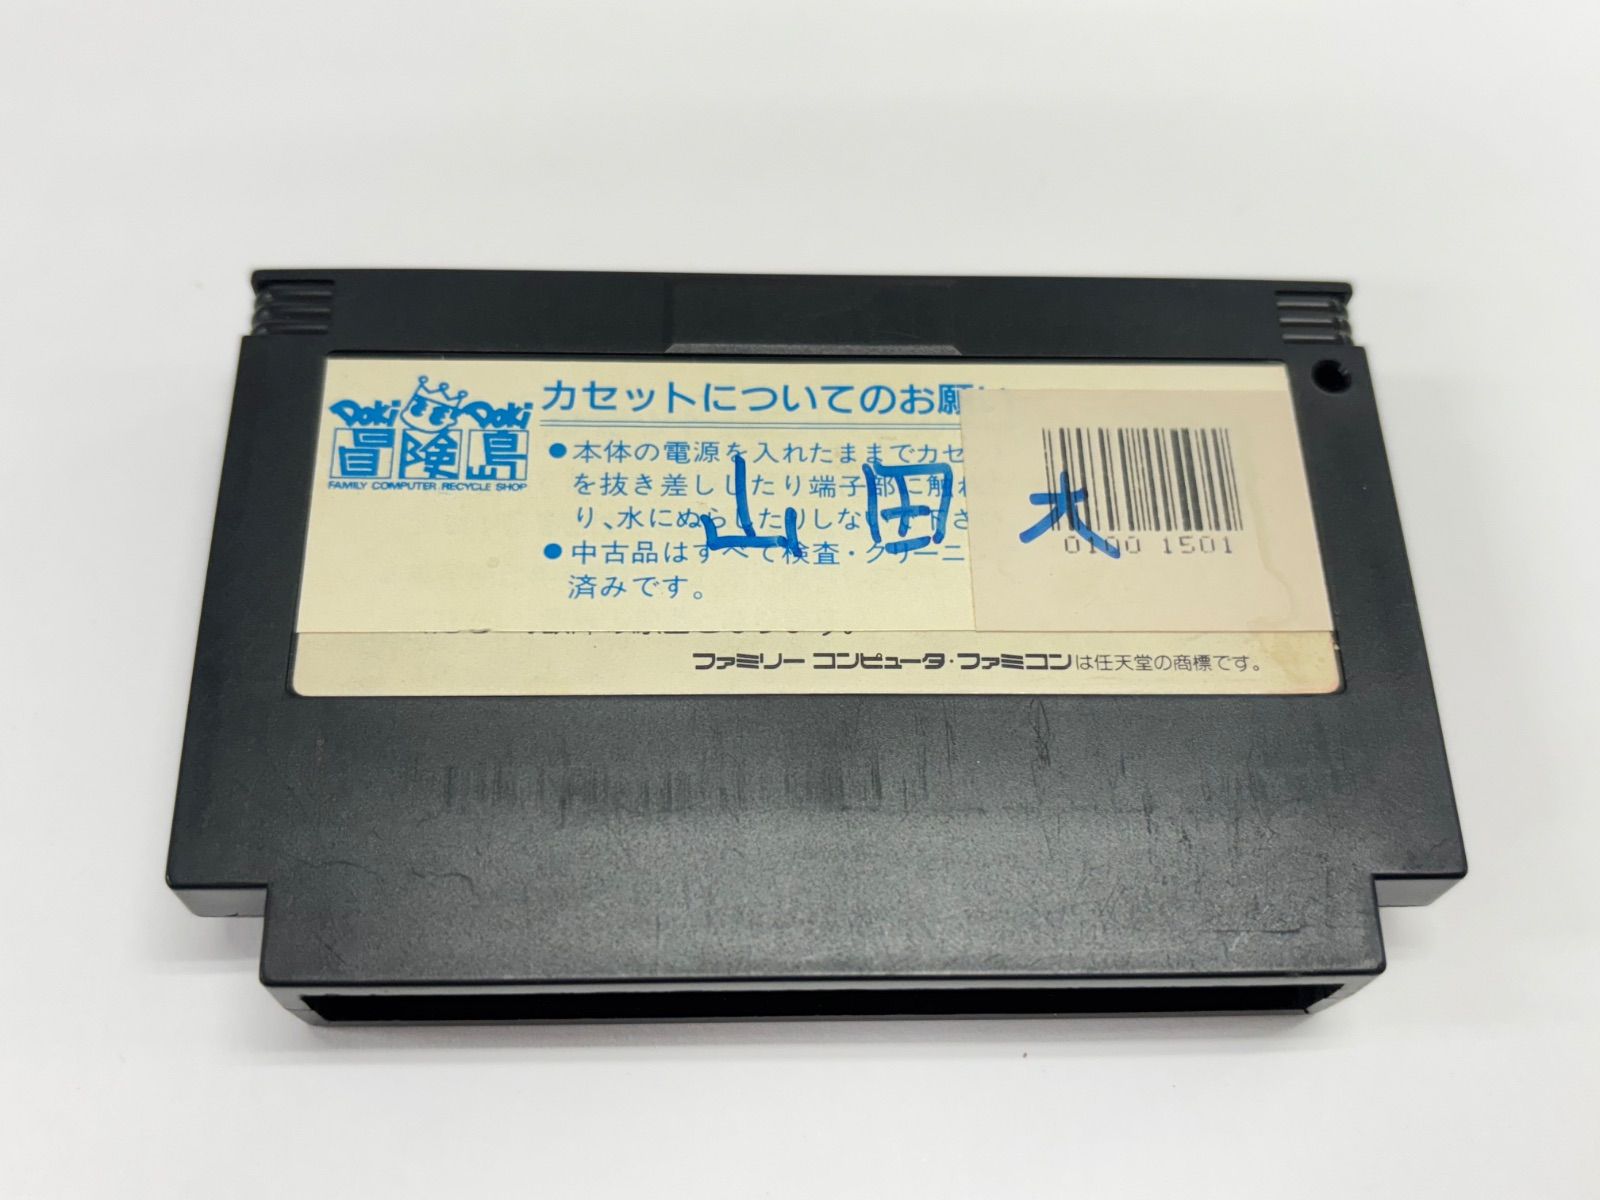 Doki Doki
冒険島
FAMILY COMPUTER RECYCLE SHOP
カセットについてのお願い
●本体の電源を入れたままでカセ
を抜き差ししたり端子部に触れ
り、水にぬらしたりしないで下さ
●中古品はすべて検査・クリーニ
済みです。
山田大
0100 1501
ファミリーコンピュータ・ファミコンは任天堂の商標です。